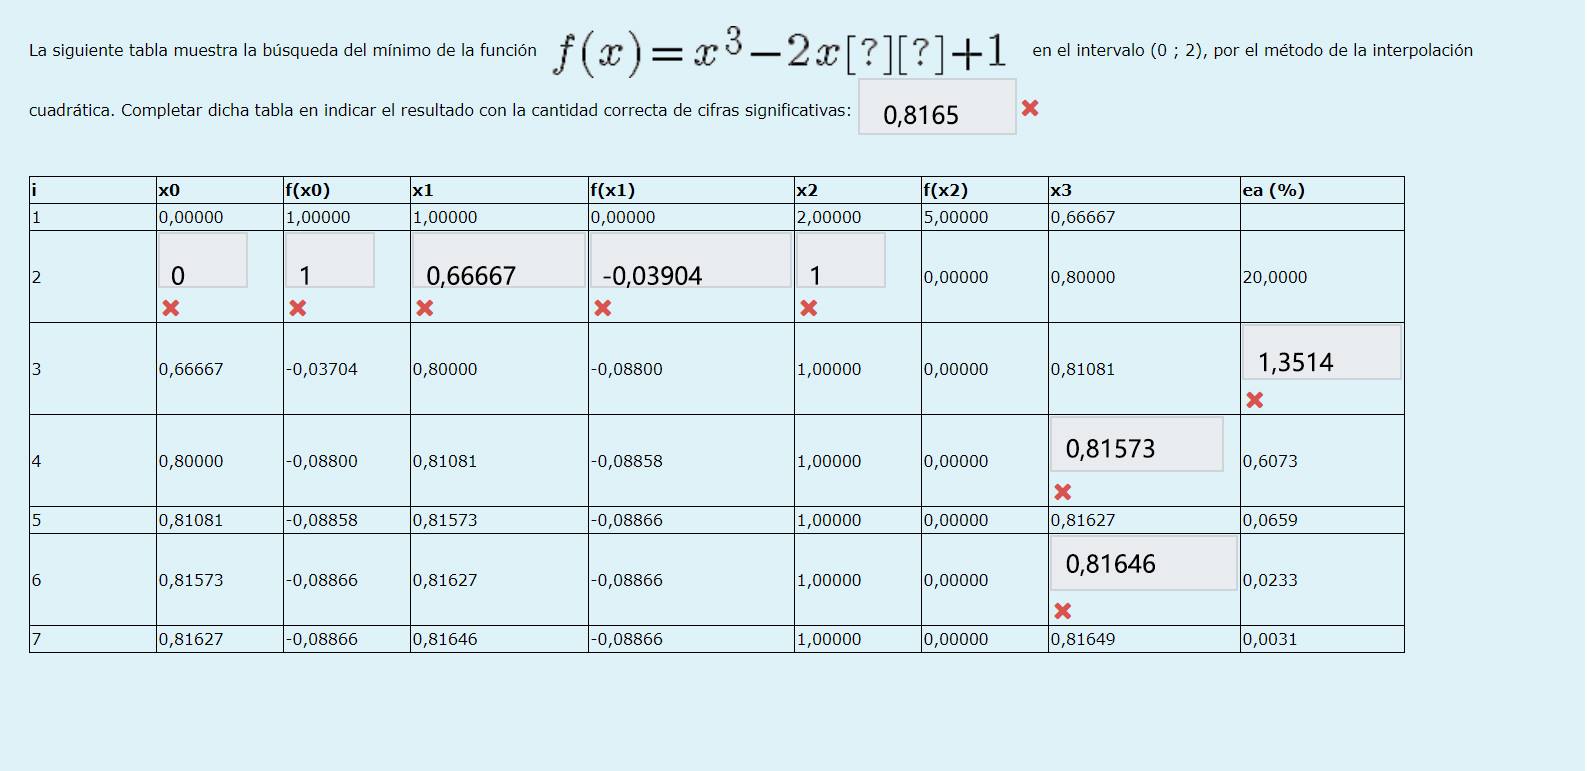 La siguiente tabla muestra la búsqueda del mínimo de la función f(x)=x³−2x[?][?]+1 en el intervalo (0 ; 2), por el método de la interpolación
cuadrática. Completar dicha tabla en indicar el resultado con la cantidad correcta de cifras significativas: 0,8165
i x0 f(x0) x1 f(x1) x2 f(x2) x3 ea (%)
1 0,00000 1,00000 1,00000 0,00000 2,00000 5,00000 0,66667
2 0 1 0,66667 -0,03904 1 0,00000 0,80000 20,0000
3 0,66667 -0,03704 0,80000 -0,08800 1,00000 0,00000 0,81081 1,3514
4 0,80000 -0,08800 0,81081 -0,08858 1,00000 0,00000 0,81573 0,6073
5 0,81081 -0,08858 0,81573 -0,08866 1,00000 0,00000 0,81627 0,0659
6 0,81573 -0,08866 0,81627 -0,08866 1,00000 0,00000 0,81646 0,0233
7 0,81627 -0,08866 0,81646 -0,08866 1,00000 0,00000 0,81649 0,0031